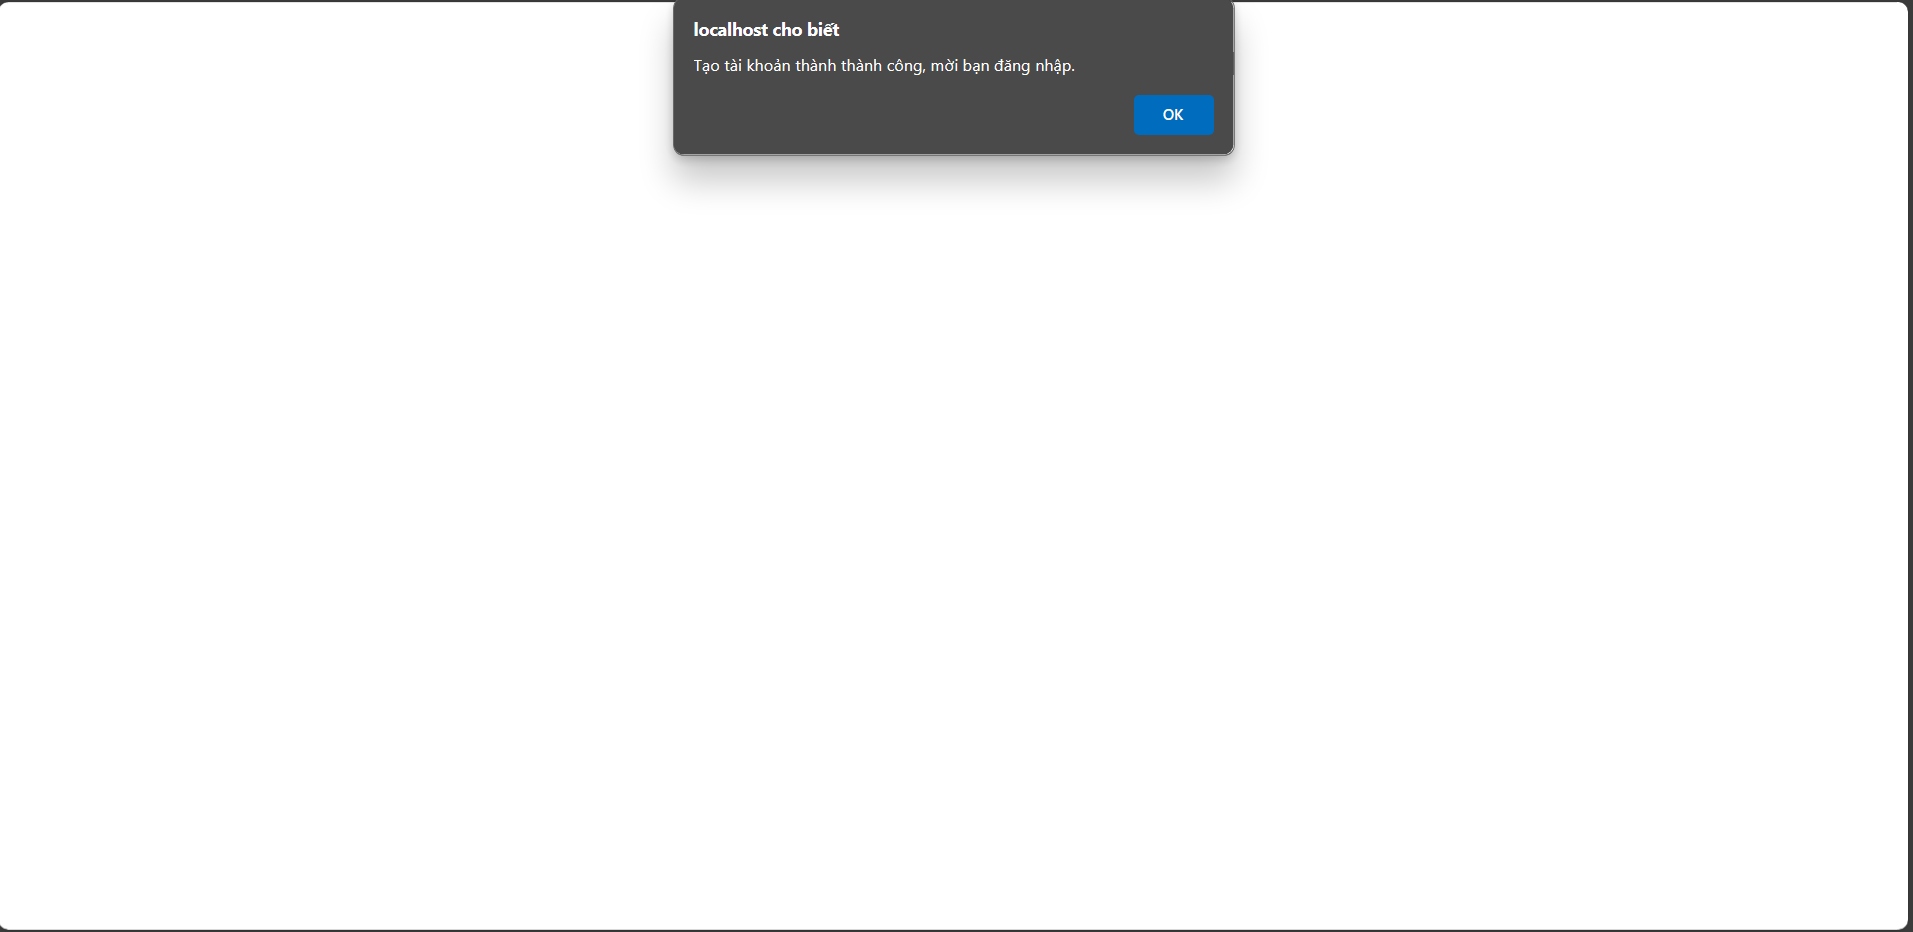 localhost cho biết
Tạo tài khoản thành thành công, mời bạn đăng nhập.
OK